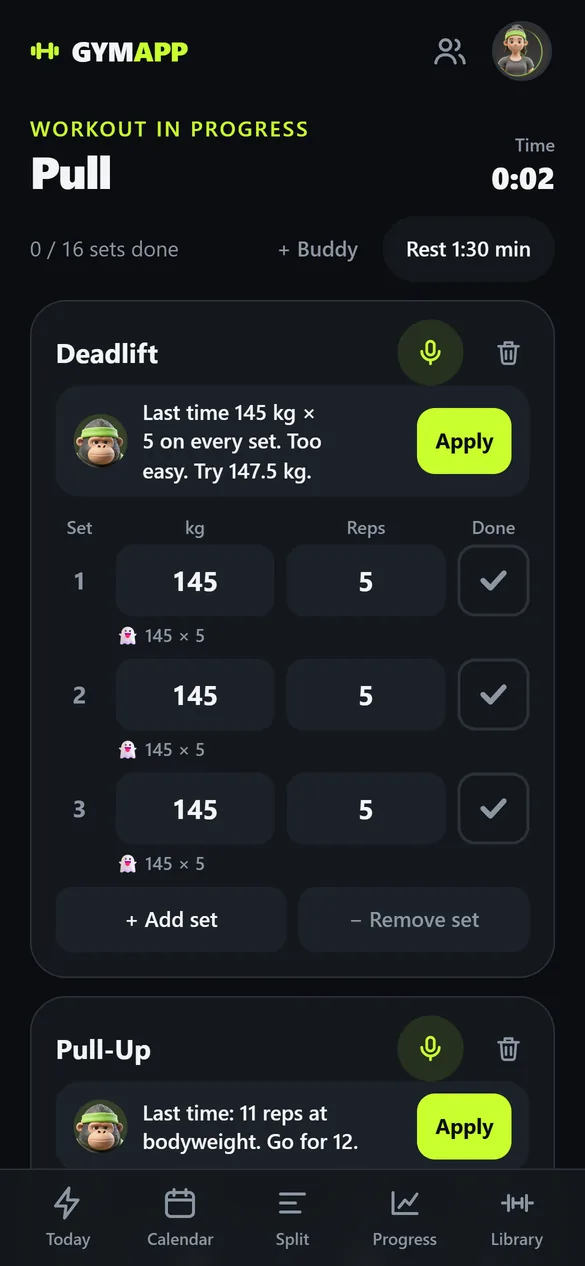 GYMAPP
WORKOUT IN PROGRESS
Pull
Time
0:02
0 / 16 sets done
+ Buddy
Rest 1:30 min
Deadlift
Last time 145 kg ×
5 on every set. Too
easy. Try 147.5 kg.
Apply
Set kg Reps Done
1 145 5
145 × 5
2 145 5
145 × 5
3 145 5
145 × 5
+ Add set
− Remove set
Pull-Up
Last time: 11 reps at
bodyweight. Go for 12.
Apply
Today Calendar Split Progress Library